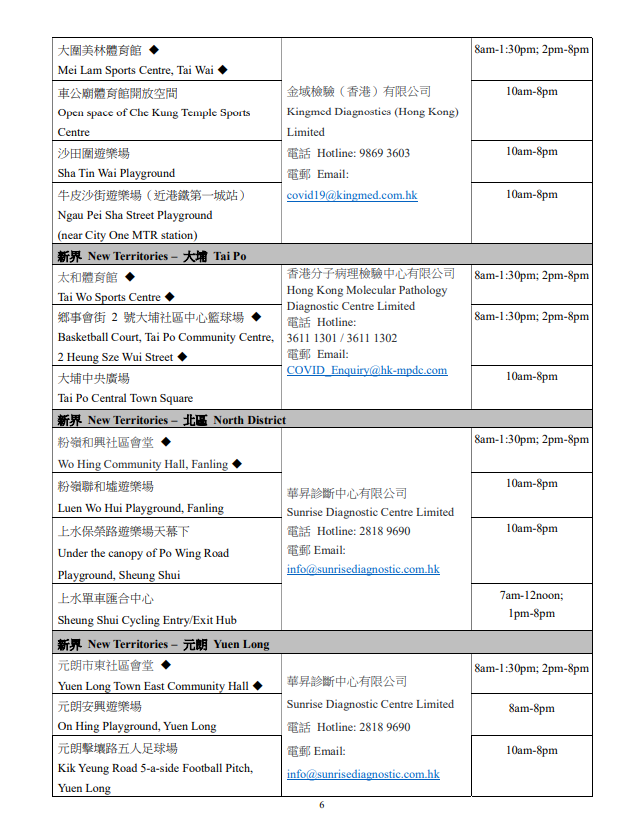 大圍美林體育館 ◆
Mei Lam Sports Centre, Tai Wai ◆
8am-1:30pm; 2pm-8pm
車公廟體育館開放空間
Open space of Che Kung Temple Sports
Centre
10am-8pm
沙田圍遊樂場
Sha Tin Wai Playground
10am-8pm
牛皮沙街遊樂場（近港鐵第一城站）
Ngau Pei Sha Street Playground
(near City One MTR station)
10am-8pm
金域檢驗（香港）有限公司
Kingmed Diagnostics (Hong Kong)
Limited
電話 Hotline: 9869 3603
電郵 Email:
covid19@kingmed.com.hk
新界 New Territories – 大埔 Tai Po
太和體育館 ◆
Tai Wo Sports Centre ◆
8am-1:30pm; 2pm-8pm
鄉事會街 2 號大埔社區中心籃球場 ◆
Basketball Court, Tai Po Community Centre,
2 Heung Sze Wui Street ◆
8am-1:30pm; 2pm-8pm
大埔中央廣場
Tai Po Central Town Square
10am-8pm
香港分子病理檢驗中心有限公司
Hong Kong Molecular Pathology
Diagnostic Centre Limited
電話 Hotline:
3611 1301 / 3611 1302
電郵 Email:
COVID_Enquiry@hk-mpdc.com
新界 New Territories – 北區 North District
粉嶺和興社區會堂 ◆
Wo Hing Community Hall, Fanling ◆
8am-1:30pm; 2pm-8pm
粉嶺聯和墟遊樂場
Luen Wo Hui Playground, Fanling
10am-8pm
上水保榮路遊樂場天幕下
Under the canopy of Po Wing Road
Playground, Sheung Shui
10am-8pm
上水單車匯合中心
Sheung Shui Cycling Entry/Exit Hub
7am-12noon;
1pm-8pm
華昇診斷中心有限公司
Sunrise Diagnostic Centre Limited
電話 Hotline: 2818 9690
電郵 Email:
info@sunrisediagnostic.com.hk
新界 New Territories – 元朗 Yuen Long
元朗市東社區會堂 ◆
Yuen Long Town East Community Hall ◆
8am-1:30pm; 2pm-8pm
元朗安興遊樂場
On Hing Playground, Yuen Long
8am-8pm
元朗擊壤路五人足球場
Kik Yeung Road 5-a-side Football Pitch,
Yuen Long
10am-8pm
華昇診斷中心有限公司
Sunrise Diagnostic Centre Limited
電話 Hotline: 2818 9690
電郵 Email:
info@sunrisediagnostic.com.hk
6